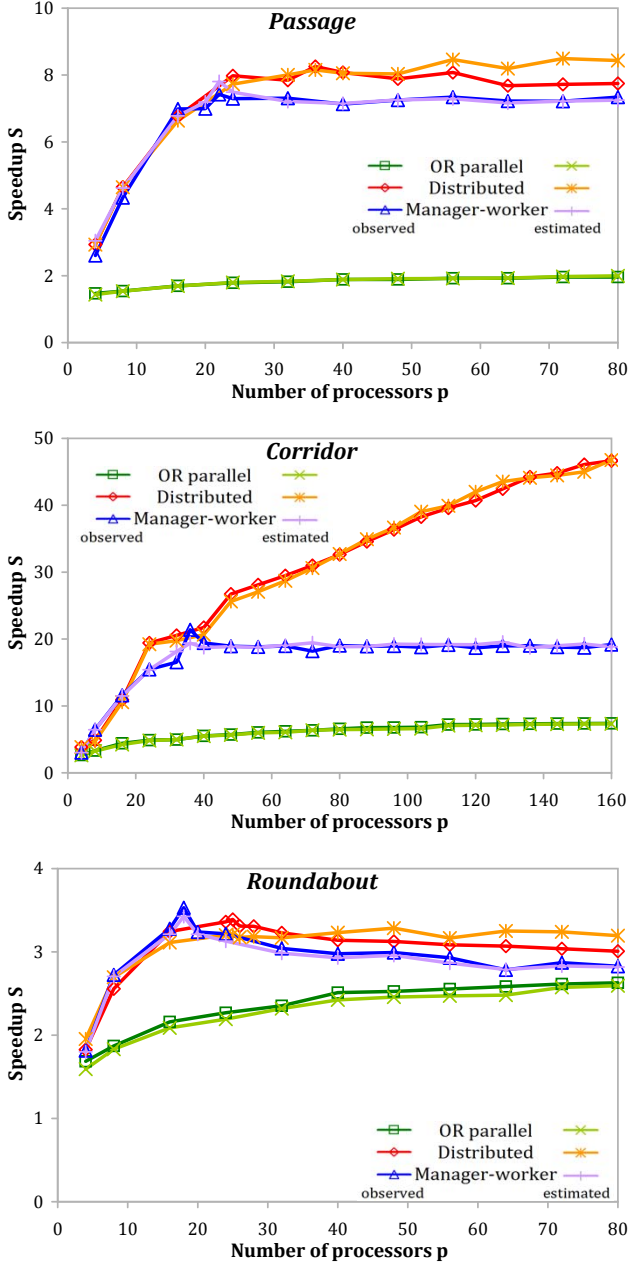 Passage
10
8
6
4
2
0
Speedup S
OR parallel
Distributed
Manager-worker
observed estimated
0 10 20 30 40 50 60 70 80
Number of processors p
Corridor
50
40
30
20
10
0
Speedup S
OR parallel
Distributed
Manager-worker
observed estimated
0 20 40 60 80 100 120 140 160
Number of processors p
Roundabout
4
3
2
1
0
Speedup S
OR parallel
Distributed
Manager-worker
observed estimated
0 10 20 30 40 50 60 70 80
Number of processors p